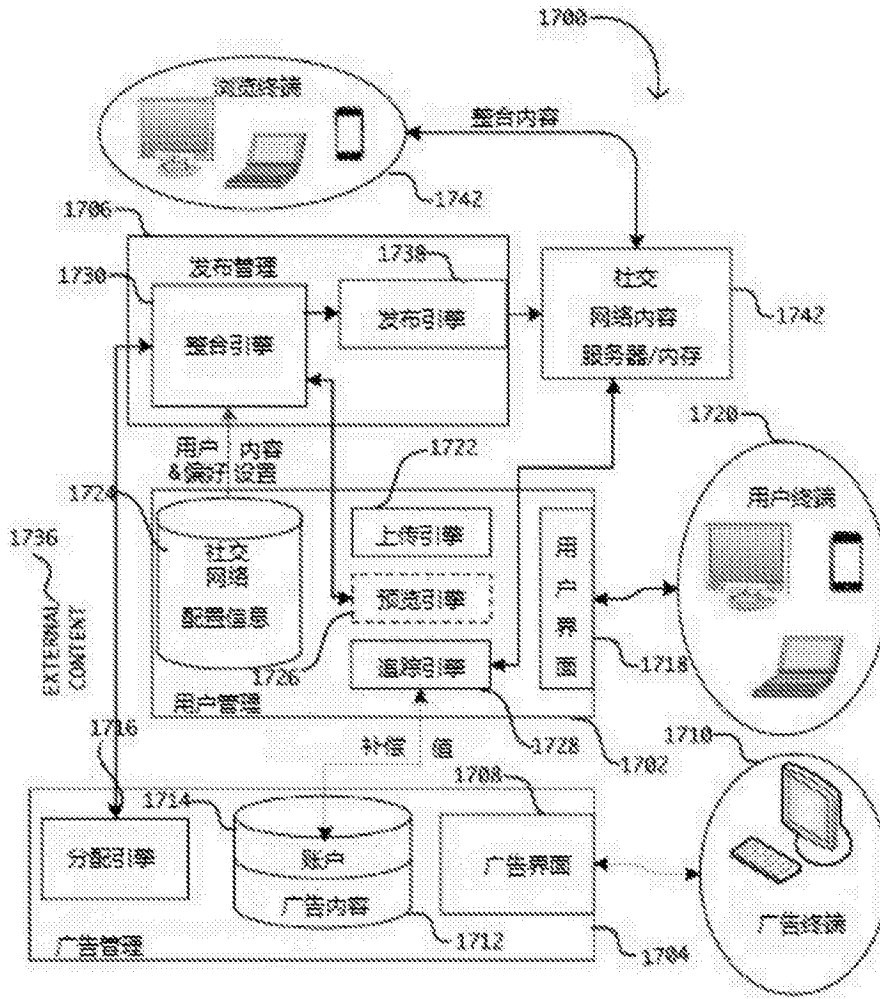 1700
浏览终端
整合内容
1742
1706
发布管理
1738
1730
整合引擎
发布引擎
社交
网络内容
服务器/内存
1742
1720
用户 内容
&偏好 设置
1722
用户终端
1724
社交
网络
配置信息
上传引擎
预览引擎
追踪引擎
用户界面
1736
EXTERNAL
CONTENT
1726
1718
用户管理
1728
1702
1716
补偿 值
1710
1714
1708
分配引擎
账户
广告内容
广告界面
1712
广告管理
1704
广告终端